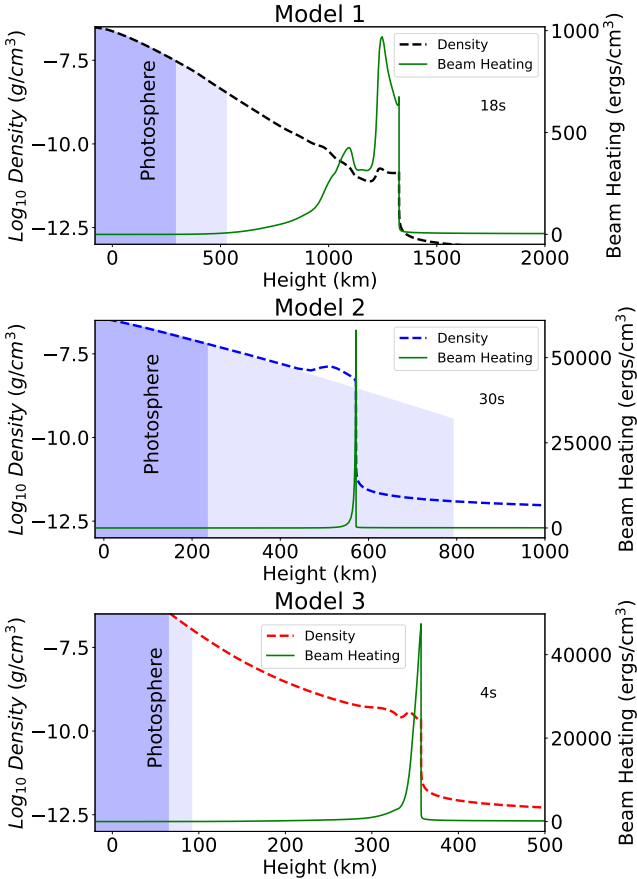 Model 1
Log₁₀ Density (g/cm³)
−7.5
−10.0
−12.5
Photosphere
Density
Beam Heating
18s
1000
500
0
Beam Heating (ergs/cm³)
0 500 1000 1500 2000
Height (km)
Model 2
Log₁₀ Density (g/cm³)
−7.5
−10.0
−12.5
Photosphere
Density
Beam Heating
30s
50000
25000
0
Beam Heating (ergs/cm³)
0 200 400 600 800 1000
Height (km)
Model 3
Log₁₀ Density (g/cm³)
−7.5
−10.0
−12.5
Photosphere
Density
Beam Heating
4s
40000
20000
0
Beam Heating (ergs/cm³)
0 100 200 300 400 500
Height (km)